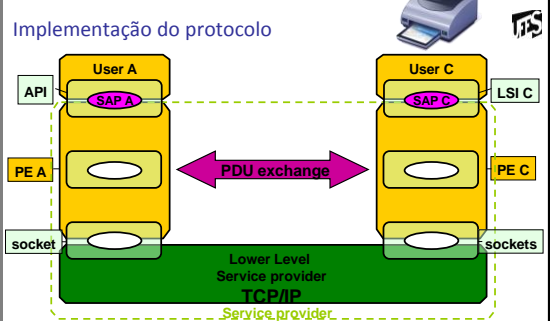 Implementação do protocolo
UFES
User A
User C
API
SAP A
SAP C
LSI C
PE A
PDU exchange
PE C
socket
sockets
Lower Level
Service provider
TCP/IP
Service provider